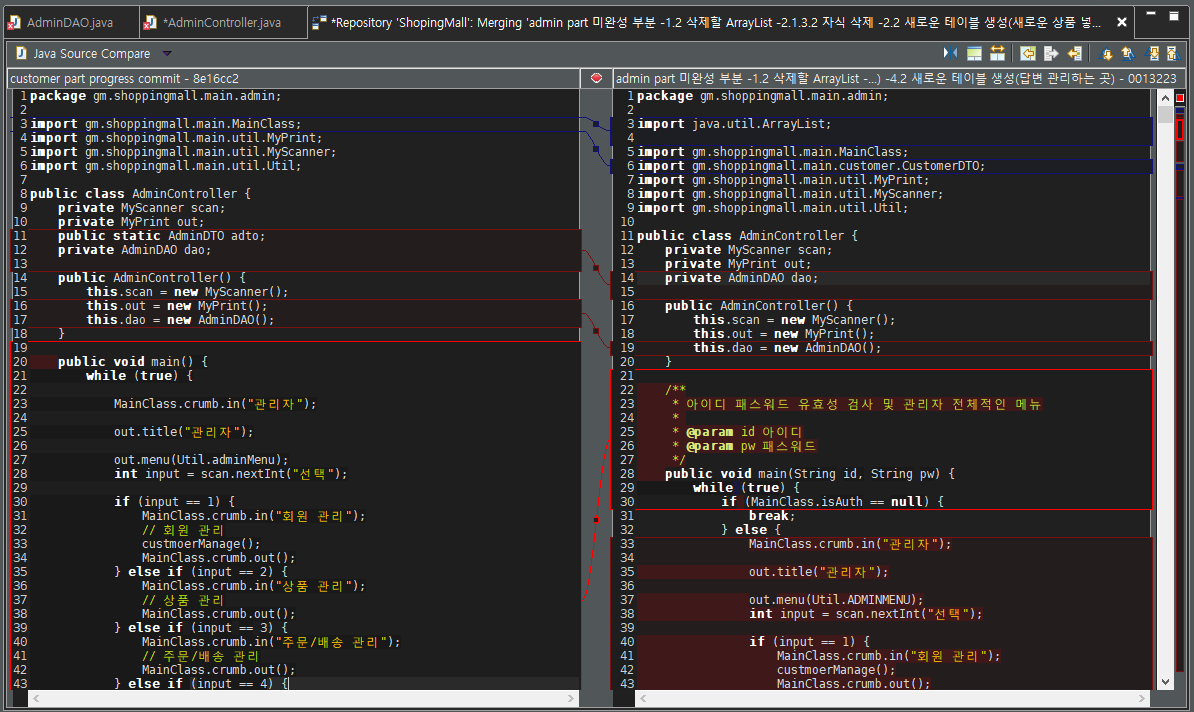 AdminDAO.java
*AdminController.java
*Repository 'ShopingMall': Merging 'admin part 미완성 부분 -1.2 삭제할 ArrayList -2.1.3.2 자식 삭제 -2.2 새로운 테이블 생성(새로운 상품 넣...
Java Source Compare
customer part progress commit - 8e16cc2
1 package gm.shoppingmall.main.admin;
2
3 import gm.shoppingmall.main.MainClass;
4 import gm.shoppingmall.main.util.MyPrint;
5 import gm.shoppingmall.main.util.MyScanner;
6 import gm.shoppingmall.main.util.Util;
7
8 public class AdminController {
9 private MyScanner scan;
10 private MyPrint out;
11 public static AdminDTO adto;
12 private AdminDAO dao;
13
14 public AdminController() {
15 this.scan = new MyScanner();
16 this.out = new MyPrint();
17 this.dao = new AdminDAO();
18 }
19
20 public void main() {
21 while (true) {
22
23 MainClass.crumb.in("관리자");
24
25 out.title("관리자");
26
27 out.menu(Util.adminMenu);
28 int input = scan.nextInt("선택");
29
30 if (input == 1) {
31 MainClass.crumb.in("회원 관리");
32 // 회원 관리
33 custmoerManage();
34 MainClass.crumb.out();
35 } else if (input == 2) {
36 MainClass.crumb.in("상품 관리");
37 // 상품 관리
38 MainClass.crumb.out();
39 } else if (input == 3) {
40 MainClass.crumb.in("주문/배송 관리");
41 // 주문/배송 관리
42 MainClass.crumb.out();
43 } else if (input == 4) {
admin part 미완성 부분 -1.2 삭제할 ArrayList -...) -4.2 새로운 테이블 생성(답변 관리하는 곳) - 0013223
1 package gm.shoppingmall.main.admin;
2
3 import java.util.ArrayList;
4
5 import gm.shoppingmall.main.MainClass;
6 import gm.shoppingmall.main.customer.CustomerDTO;
7 import gm.shoppingmall.main.util.MyPrint;
8 import gm.shoppingmall.main.util.MyScanner;
9 import gm.shoppingmall.main.util.Util;
10
11 public class AdminController {
12 private MyScanner scan;
13 private MyPrint out;
14 private AdminDAO dao;
15
16 public AdminController() {
17 this.scan = new MyScanner();
18 this.out = new MyPrint();
19 this.dao = new AdminDAO();
20 }
21
22 /**
23 * 아이디 패스워드 유효성 검사 및 관리자 전체적인 메뉴
24 *
25 * @param id 아이디
26 * @param pw 패스워드
27 */
28 public void main(String id, String pw) {
29 while (true) {
30 if (MainClass.isAuth == null) {
31 break;
32 } else {
33 MainClass.crumb.in("관리자");
34
35 out.title("관리자");
36
37 out.menu(Util.ADMINMENU);
38 int input = scan.nextInt("선택");
39
40 if (input == 1) {
41 MainClass.crumb.in("회원 관리");
42 custmoerManage();
43 MainClass.crumb.out();